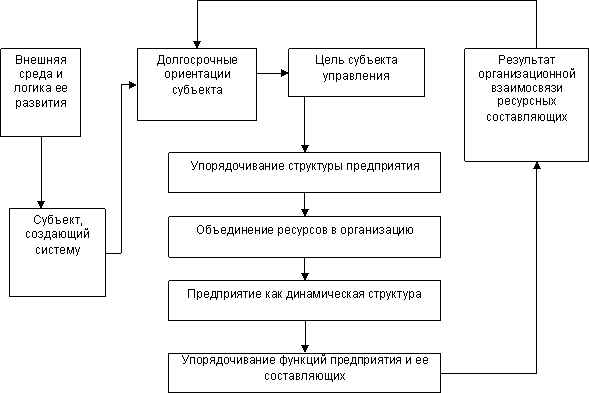 Внешняя
среда и
логика ее
развития
Долгосрочные
ориентации
субъекта
Цель субъекта
управления
Результат
организационной
взаимосвязи
ресурсных
составляющих
Субъект,
создающий
систему
Упорядочивание структуры предприятия
Объединение ресурсов в организацию
Предприятие как динамическая структура
Упорядочивание функций предприятия и ее
составляющих